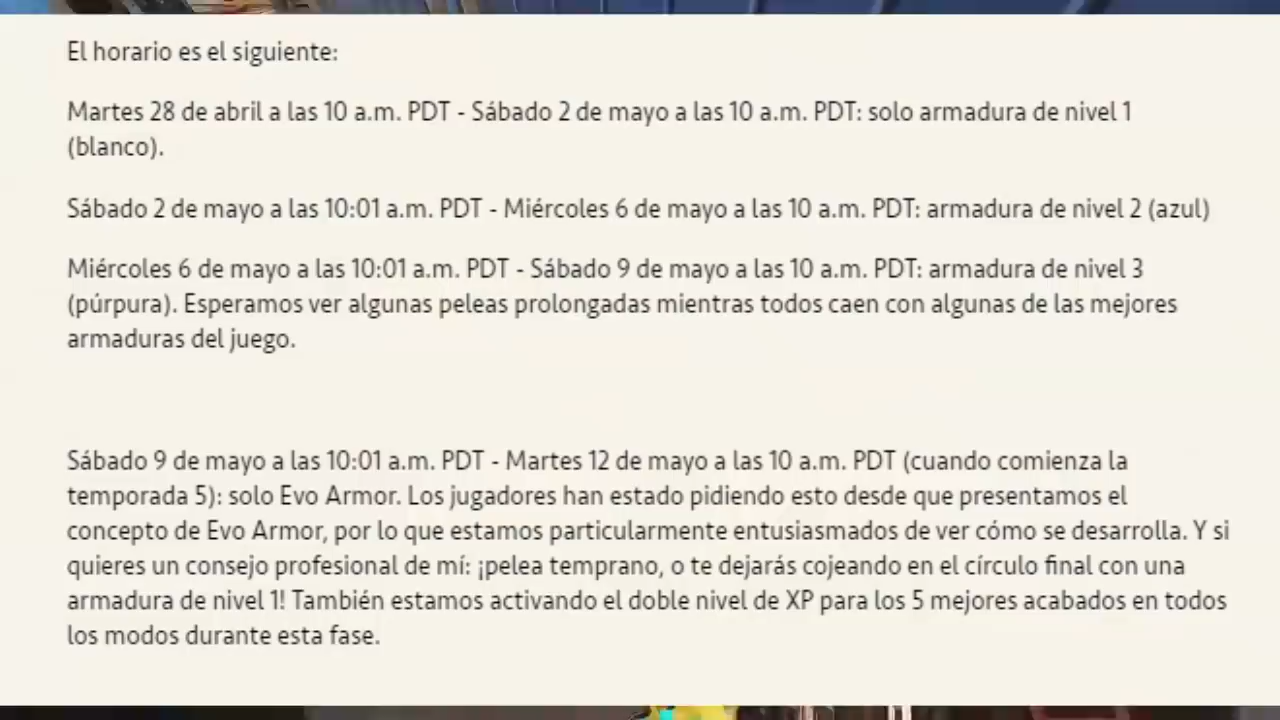 El horario es el siguiente:
Martes 28 de abril a las 10 a.m. PDT - Sábado 2 de mayo a las 10 a.m. PDT: solo armadura de nivel 1
(blanco).
Sábado 2 de mayo a las 10:01 a.m. PDT - Miércoles 6 de mayo a las 10 a.m. PDT: armadura de nivel 2 (azul)
Miércoles 6 de mayo a las 10:01 a.m. PDT - Sábado 9 de mayo a las 10 a.m. PDT: armadura de nivel 3
(púrpura). Esperamos ver algunas peleas prolongadas mientras todos caen con algunas de las mejores
armaduras del juego.
Sábado 9 de mayo a las 10:01 a.m. PDT - Martes 12 de mayo a las 10 a.m. PDT (cuando comienza la
temporada 5): solo Evo Armor. Los jugadores han estado pidiendo esto desde que presentamos el
concepto de Evo Armor, por lo que estamos particularmente entusiasmados de ver cómo se desarrolla. Y si
quieres un consejo profesional de mí: ¡pelea temprano, o te dejarás cojeando en el círculo final con una
armadura de nivel 1! También estamos activando el doble nivel de XP para los 5 mejores acabados en todos
los modos durante esta fase.